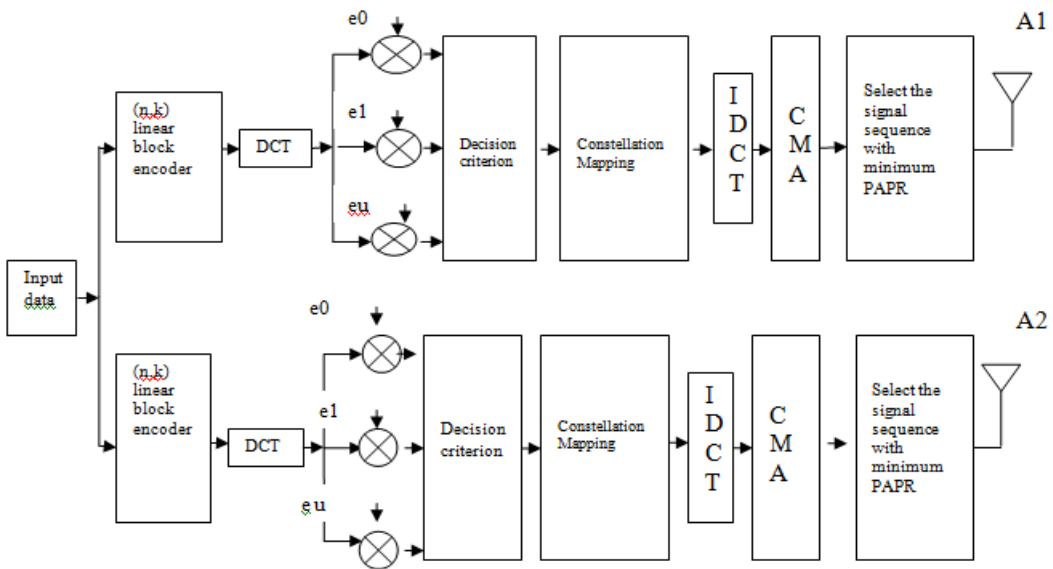 A1
e0
e1
eu
(n,k)
linear
block
encoder
DCT
Decision
criterion
Constellation
Mapping
I
D
C
T
C
M
A
Select the
signal
sequence
with
minimum
PAPR
Input
data
A2
e0
e1
eu
(n,k)
linear
block
encoder
DCT
Decision
criterion
Constellation
Mapping
I
D
C
T
C
M
A
Select the
signal
sequence
with
minimum
PAPR